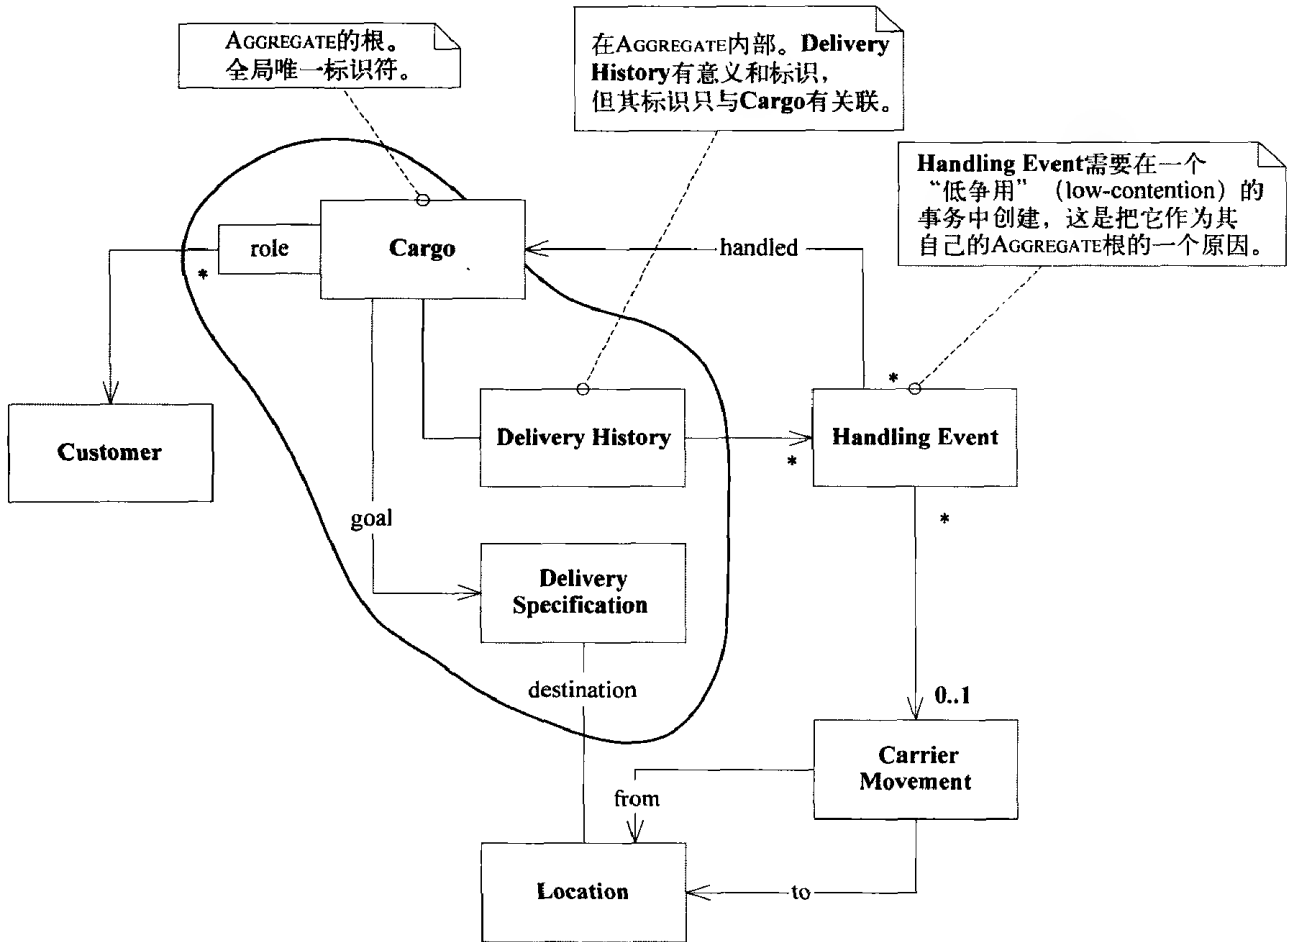 AGGREGATE的根。
全局唯一标识符。
在AGGREGATE内部。Delivery
History有意义和标识，
但其标识只与Cargo有关联。
Handling Event需要在一个
“低争用”（low-contention）的
事务中创建，这是把它作为其
自己的AGGREGATE根的一个原因。
role
Cargo
handled
*
*
Customer
Delivery History
Handling Event
*
goal
*
Delivery
Specification
destination
0..1
Carrier
Movement
from
Location
to